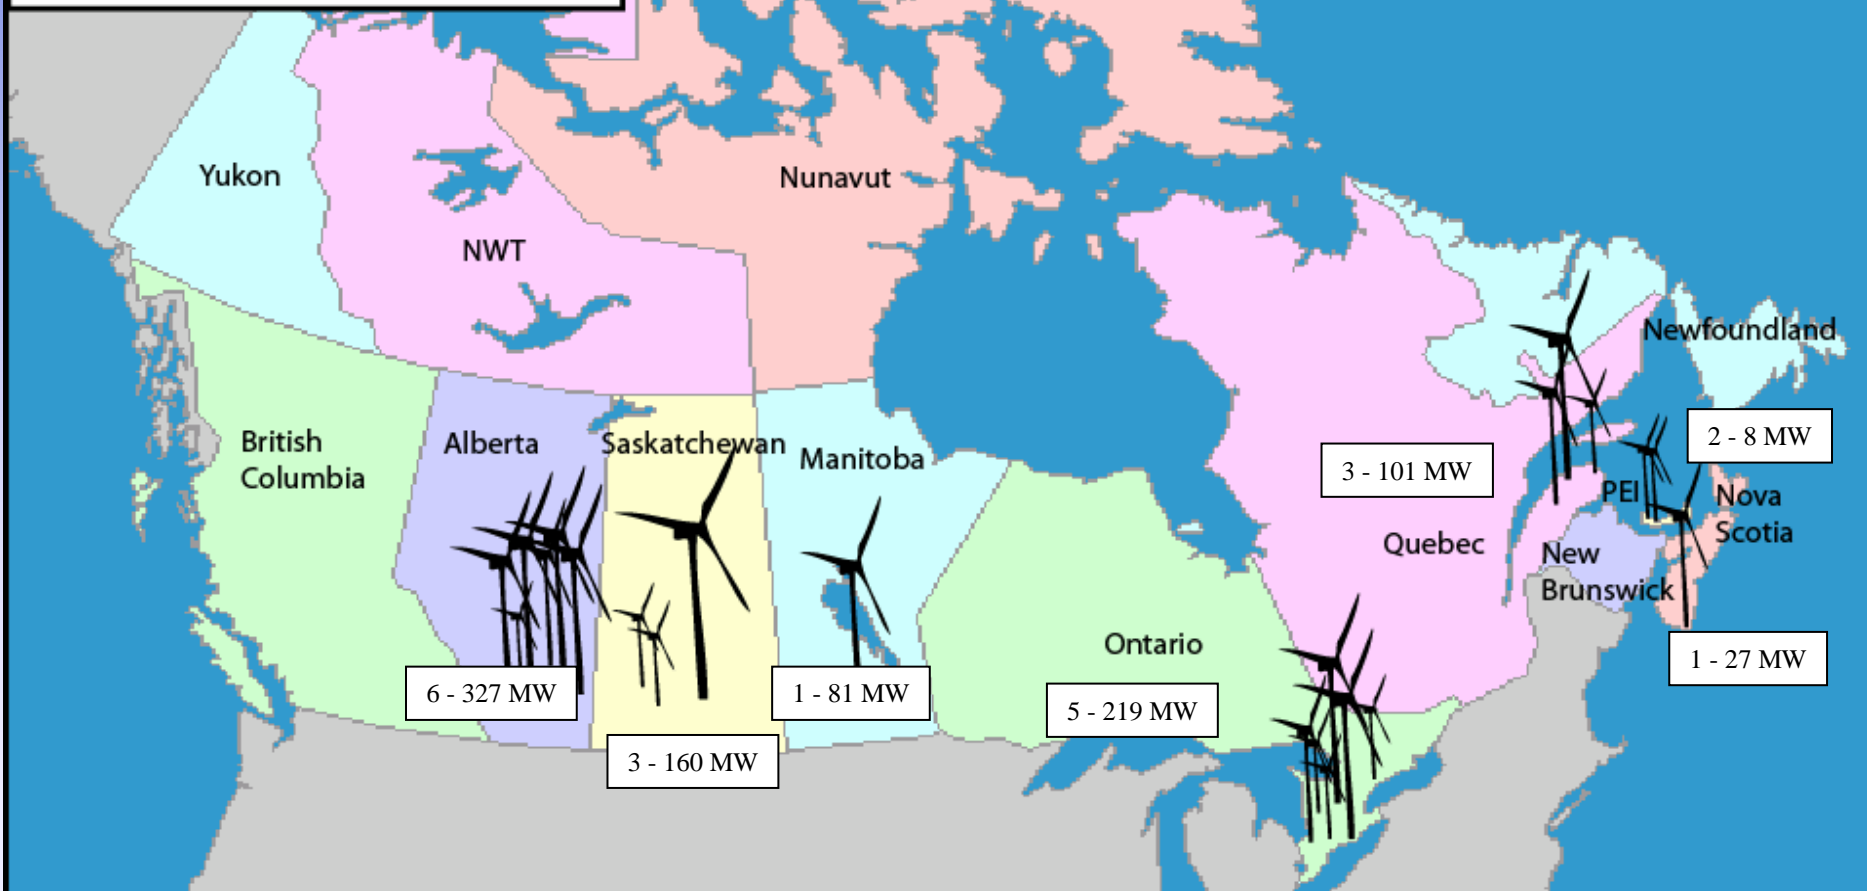 Yukon
Nunavut
NWT
Newfoundland
British
Columbia
Alberta
Saskatchewan
Manitoba
2 - 8 MW
3 - 101 MW
PEI
Nova
Scotia
Quebec
New
Brunswick
Ontario
1 - 27 MW
6 - 327 MW
1 - 81 MW
5 - 219 MW
3 - 160 MW